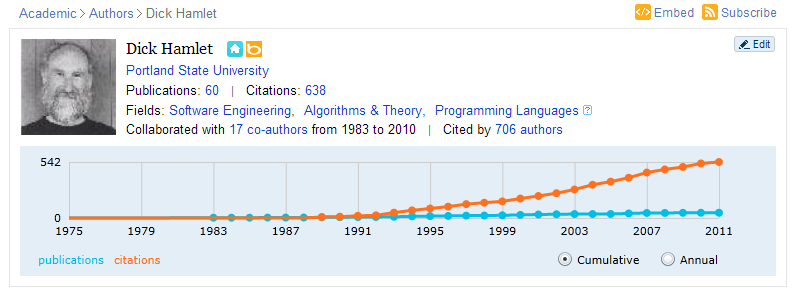 Academic > Authors > Dick Hamlet
Embed Subscribe
Dick Hamlet
Edit
Portland State University
Publications: 60 | Citations: 638
Fields: Software Engineering, Algorithms & Theory, Programming Languages ?
Collaborated with 17 co-authors from 1983 to 2010 | Cited by 706 authors
542
0
1975 1979 1983 1987 1991 1995 1999 2003 2007 2011
publications citations Cumulative Annual